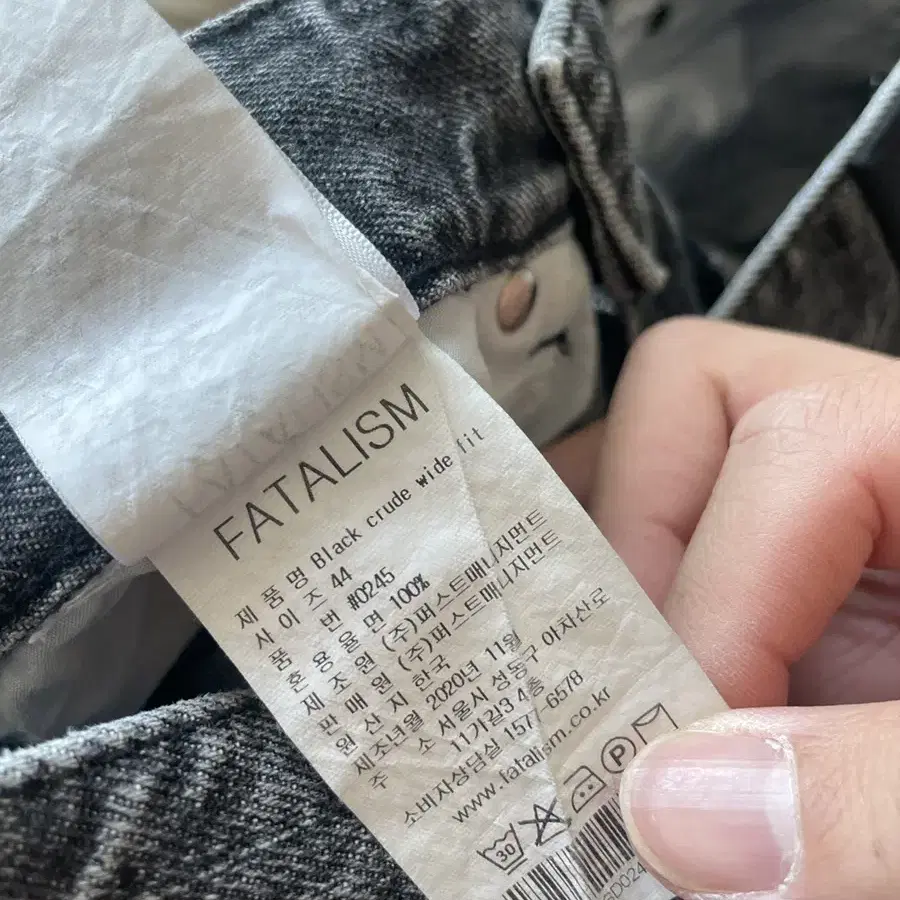 FATALISM
제 품 명 Black crude wide fit
사 이 즈 44
품 번 #0245
혼 용 율 면 100%
제 조 원 (주)퍼스트매니지먼트
판 매 원 (주)퍼스트매니지먼트
원 산 지 한국
제조년월 2020년 11월
주 소 서울시 성동구 아차산로
11가길3 4층
소비자상담실 1577-6578
www.fatalism.co.kr
30 P